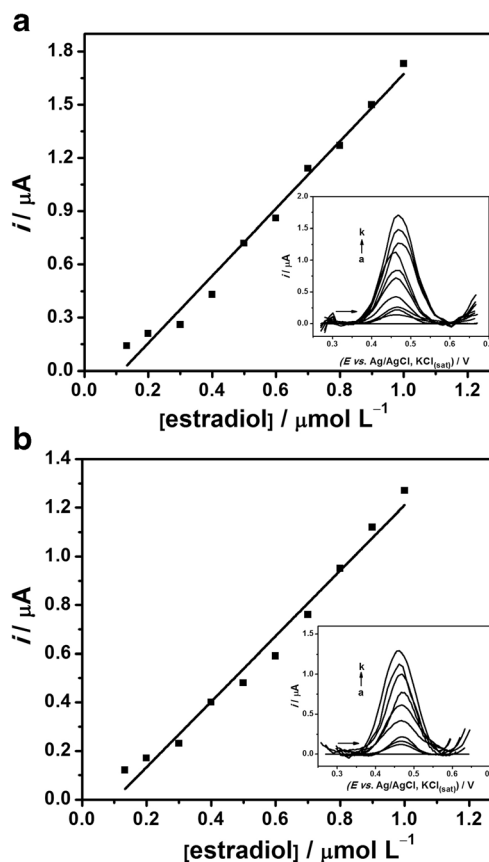 a
1.8
1.5
1.2
0.9
0.6
0.3
0.0
i / μA
0.0 0.2 0.4 0.6 0.8 1.0 1.2
[estradiol] / μmol L⁻¹
2.0
1.5
1.0
0.5
0.0
i / μA
k
a
0.3 0.4 0.5 0.6
(E vs. Ag/AgCl, KCl(sat)) / V
b
1.4
1.2
1.0
0.8
0.6
0.4
0.2
0.0
i / μA
0.0 0.2 0.4 0.6 0.8 1.0 1.2
[estradiol] / μmol L⁻¹
1.5
1.0
0.5
0.0
i / μA
k
a
0.3 0.4 0.5 0.6
(E vs. Ag/AgCl, KCl(sat)) / V